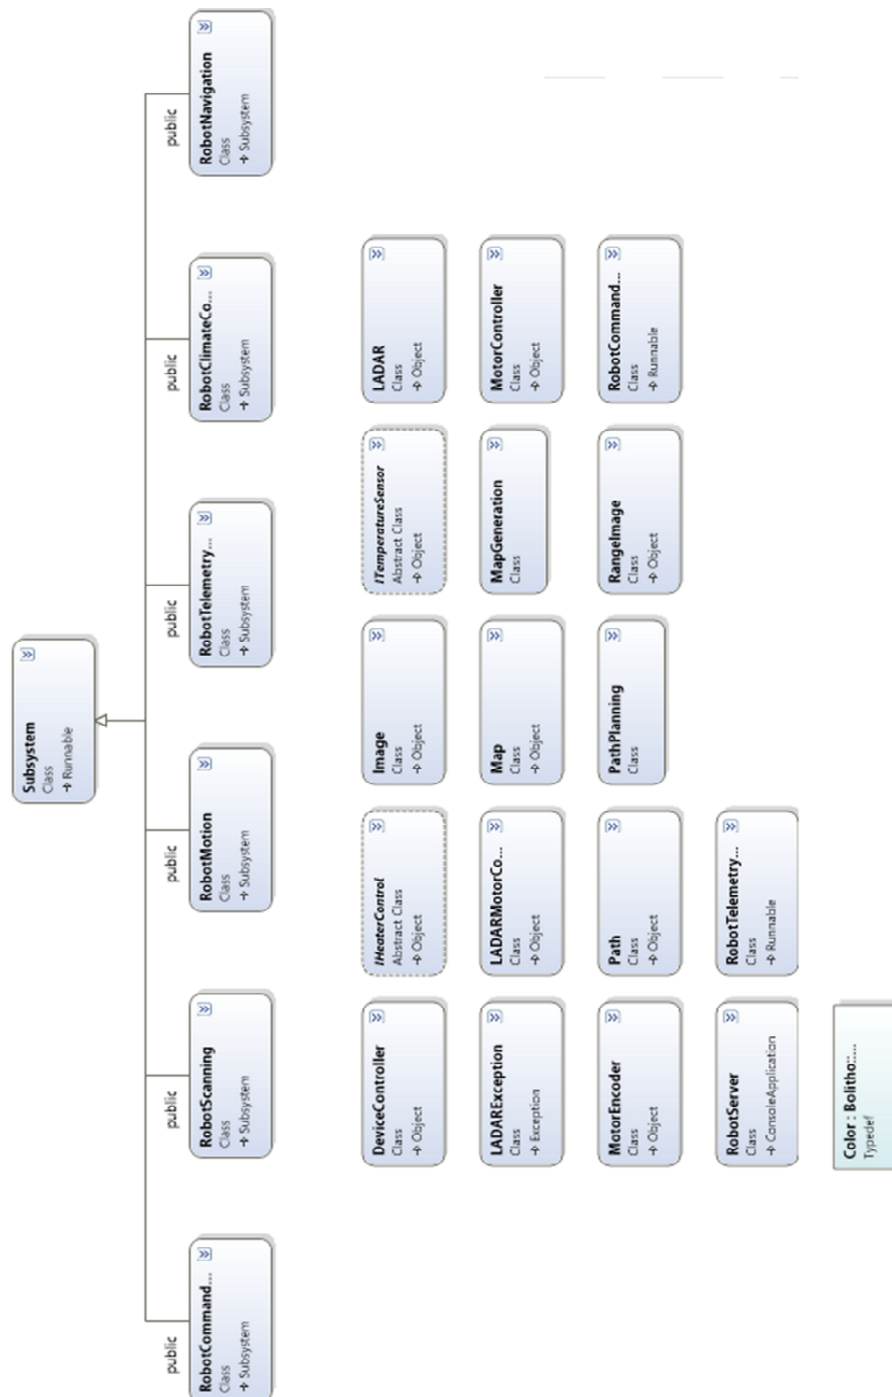 Subsystem
Class
Runnable
public
RobotCommand...
Class
Subsystem
public
RobotScanning
Class
Subsystem
public
RobotMotion
Class
Subsystem
public
RobotTelemetry...
Class
Subsystem
public
RobotClimateCo...
Class
Subsystem
public
RobotNavigation
Class
Subsystem
DeviceController
Class
Object
IHeaterControl
Abstract Class
Object
Image
Class
Object
ITemperatureSensor
Abstract Class
Object
LADAR
Class
Object
LADARException
Class
Exception
LADARMotorCo...
Class
Object
Map
Class
Object
MapGeneration
Class
MotorController
Class
Object
MotorEncoder
Class
Object
Path
Class
Object
PathPlanning
Class
RangeImage
Class
Object
RobotCommand...
Class
Runnable
RobotServer
Class
ConsoleApplication
RobotTelemetry...
Class
Runnable
Color : Bolitho::...
Typedef